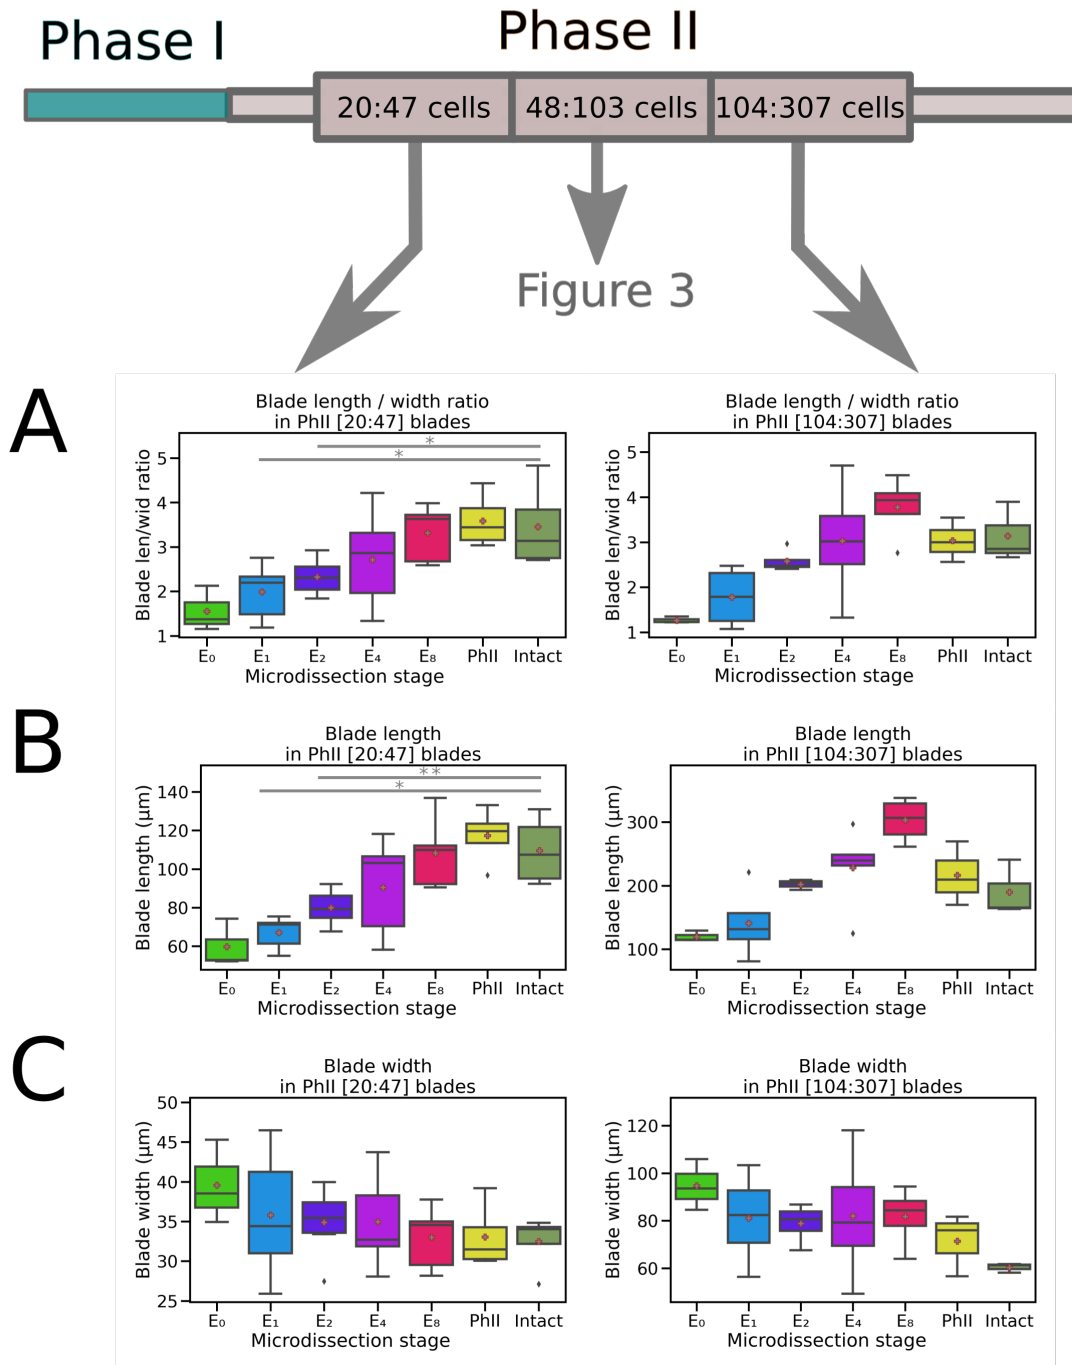 Phase I
Phase II
20:47 cells
48:103 cells
104:307 cells
Figure 3
A
Blade length / width ratio
in PhII [20:47] blades
*
*
Blade len/wid ratio
5
4
3
2
1
E₀ E₁ E₂ E₄ E₈ PhII Intact
Microdissection stage
Blade length / width ratio
in PhII [104:307] blades
Blade len/wid ratio
5
4
3
2
1
E₀ E₁ E₂ E₄ E₈ PhII Intact
Microdissection stage
B
Blade length
in PhII [20:47] blades
**
*
Blade length (μm)
140
120
100
80
60
E₀ E₁ E₂ E₄ E₈ PhII Intact
Microdissection stage
Blade length
in PhII [104:307] blades
Blade length (μm)
300
200
100
E₀ E₁ E₂ E₄ E₈ PhII Intact
Microdissection stage
C
Blade width
in PhII [20:47] blades
Blade width (μm)
50
45
40
35
30
25
E₀ E₁ E₂ E₄ E₈ PhII Intact
Microdissection stage
Blade width
in PhII [104:307] blades
Blade width (μm)
120
100
80
60
E₀ E₁ E₂ E₄ E₈ PhII Intact
Microdissection stage